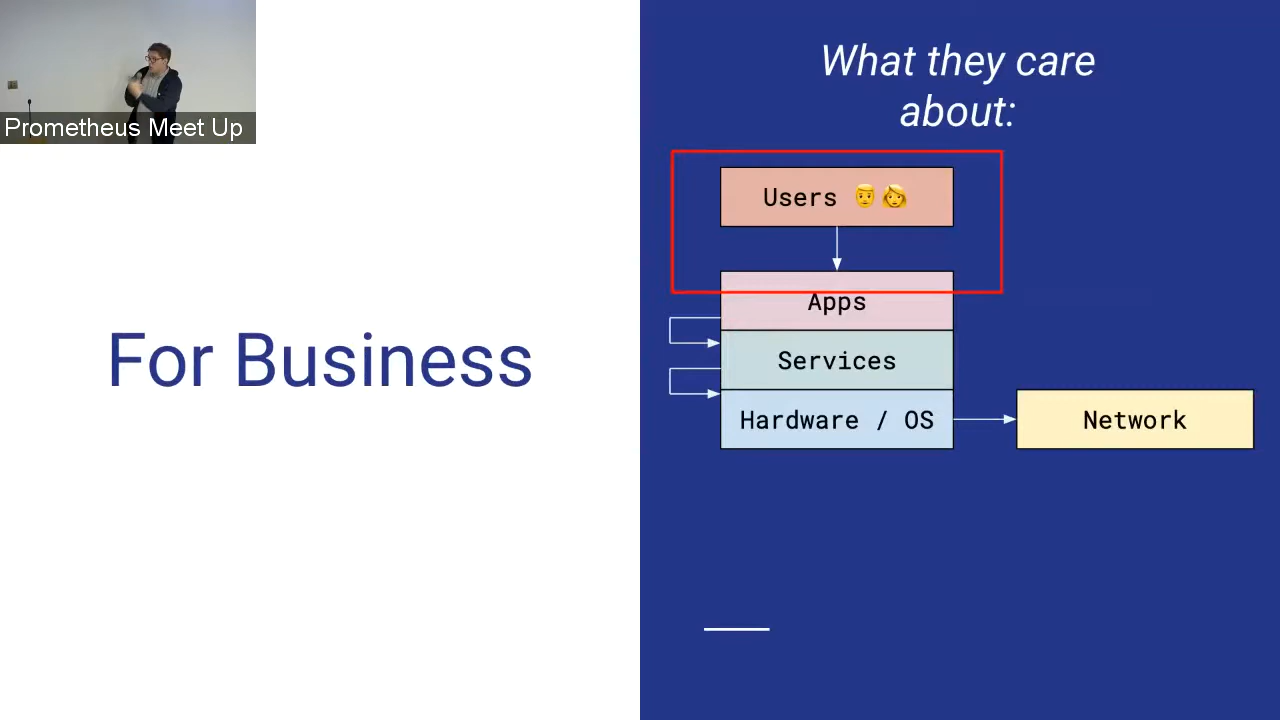 Prometheus Meet Up
For Business
What they care
about:
Users 👨👩
Apps
Services
Hardware / OS
Network